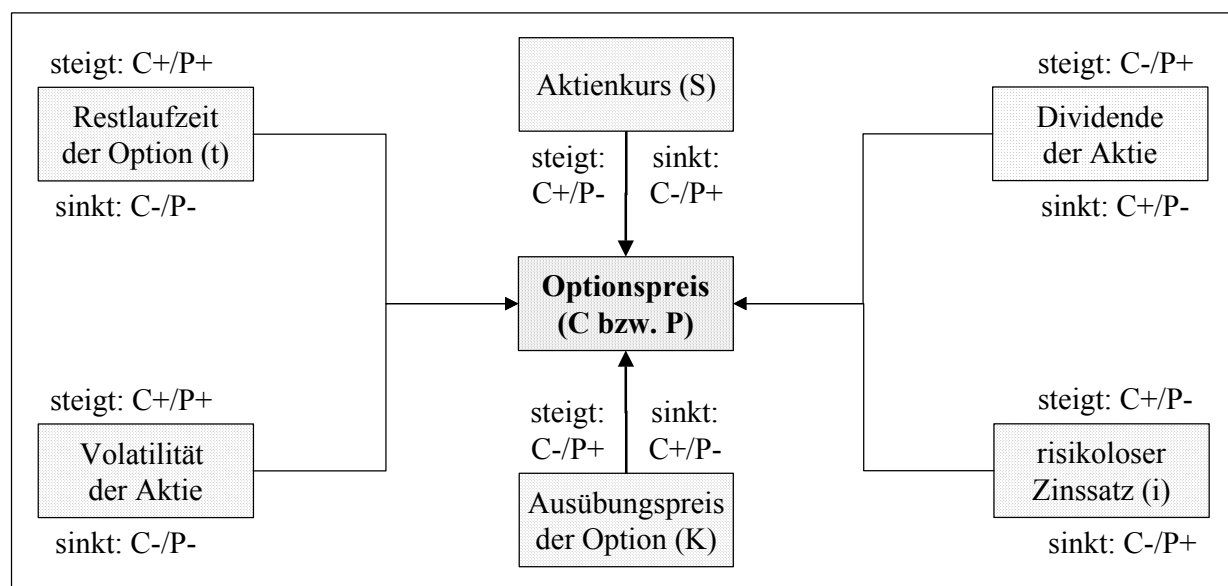 steigt: C+/P+
Restlaufzeit
der Option (t)
sinkt: C-/P-
Aktienkurs (S)
steigt: sinkt:
C+/P- C-/P+
steigt: C-/P+
Dividende
der Aktie
sinkt: C+/P-
Optionspreis
(C bzw. P)
steigt: C+/P+
Volatilität
der Aktie
sinkt: C-/P-
steigt: sinkt:
C-/P+ C+/P-
Ausübungspreis
der Option (K)
steigt: C+/P-
risikoloser
Zinssatz (i)
sinkt: C-/P+